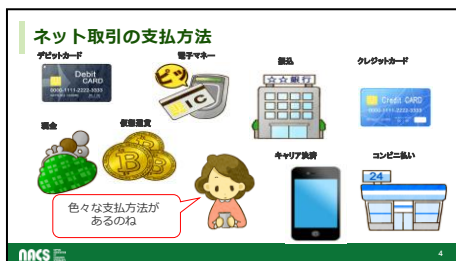 ネット取引の支払方法
デビットカード
電子マネー
振込
クレジットカード
Debit
CARD
0000-1111-2222-3333
ピッ
IC
☆☆銀行
Credit CARD
現金
仮想通貨
キャリア決済
コンビニ払い
24
色々な支払方法が
あるのね
NACS
4